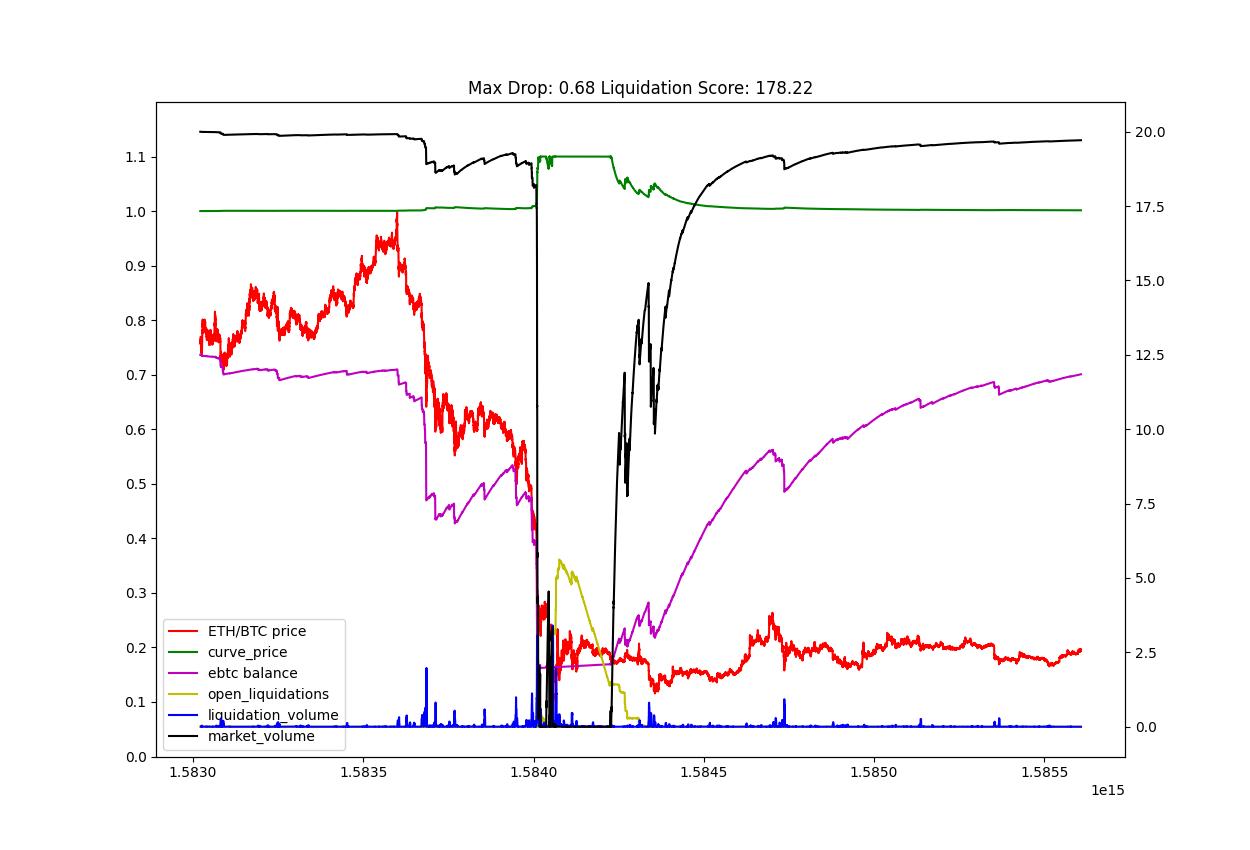 Max Drop: 0.68 Liquidation Score: 178.22
1.1
1.0
0.9
0.8
0.7
0.6
0.5
0.4
0.3
0.2
0.1
0.0
20.0
17.5
15.0
12.5
10.0
7.5
5.0
2.5
0.0
ETH/BTC price
curve_price
ebtc balance
open_liquidations
liquidation_volume
market_volume
1.5830 1.5835 1.5840 1.5845 1.5850 1.5855
1e15